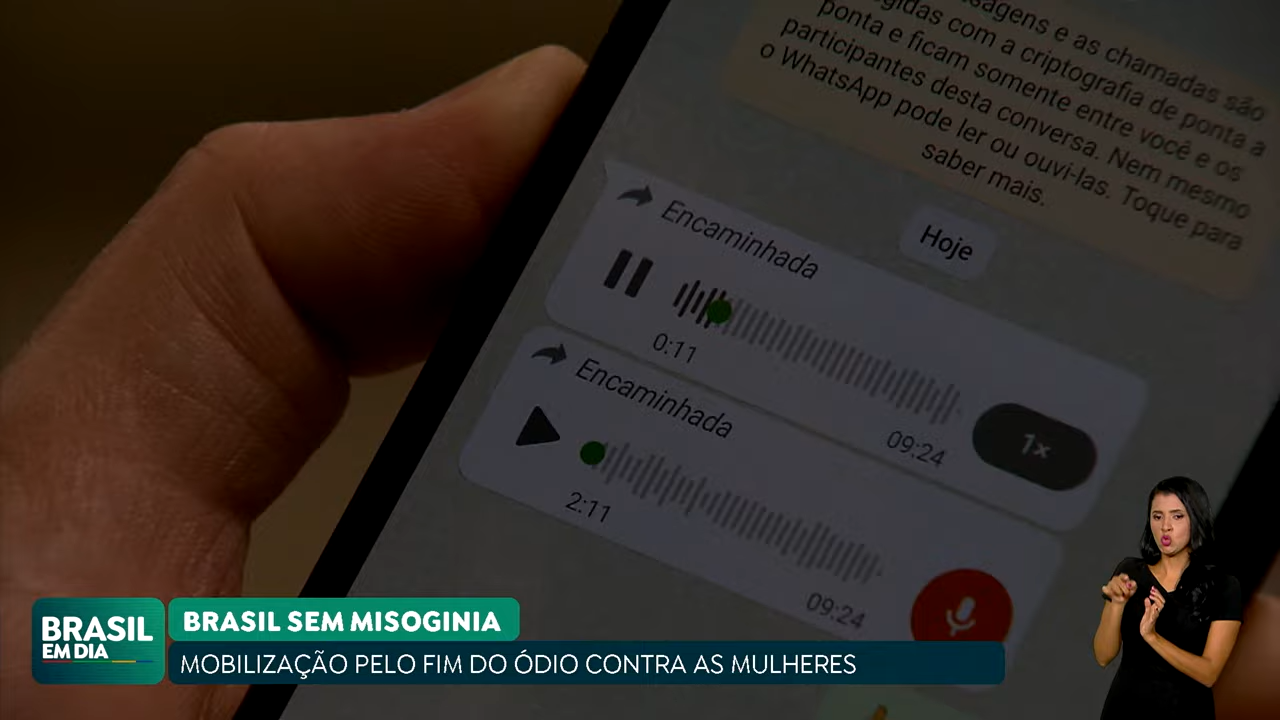 sagens e as chamadas são
gidas com a criptografia de ponta a
ponta e ficam somente entre você e os
participantes desta conversa. Nem mesmo
o WhatsApp pode ler ou ouvi-las. Toque para
saber mais.
Hoje
Encaminhada
0:11
09:24
1×
Encaminhada
2:11
09:24
BRASIL
EM DIA
BRASIL SEM MISOGINIA
MOBILIZAÇÃO PELO FIM DO ÓDIO CONTRA AS MULHERES